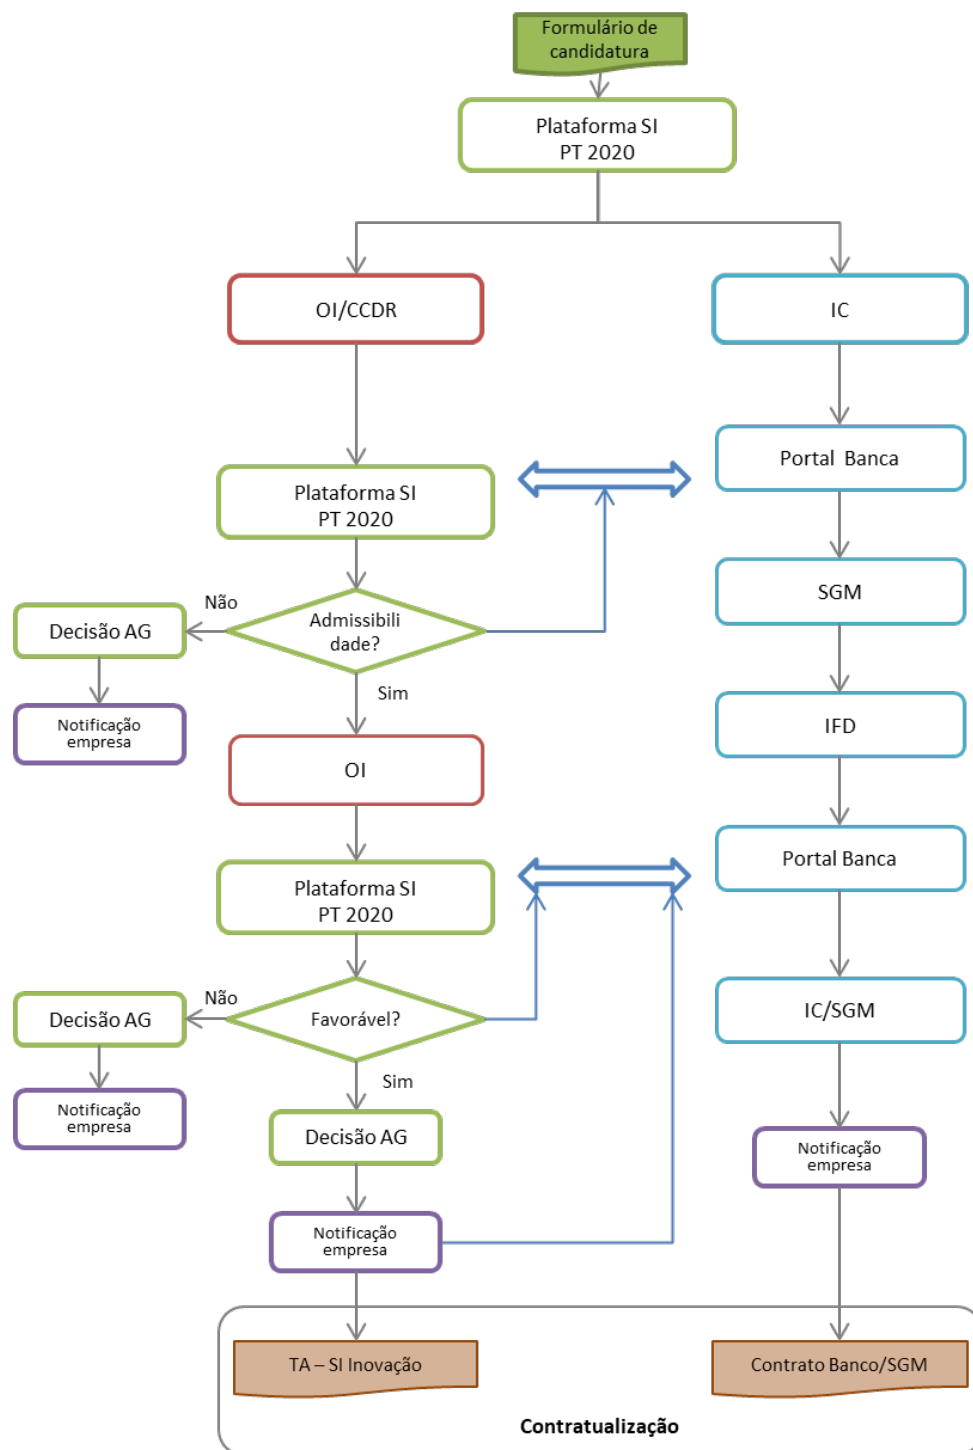 Formulário de
candidatura
Plataforma SI
PT 2020
OI/CCDR
IC
Portal Banca
Plataforma SI
PT 2020
SGM
Não
Admissibili
dade?
Decisão AG
Sim
Notificação
empresa
IFD
OI
Portal Banca
Plataforma SI
PT 2020
Não
Decisão AG
Favorável?
IC/SGM
Sim
Notificação
empresa
Decisão AG
Notificação
empresa
Notificação
empresa
TA – SI Inovação
Contrato Banco/SGM
Contratualização